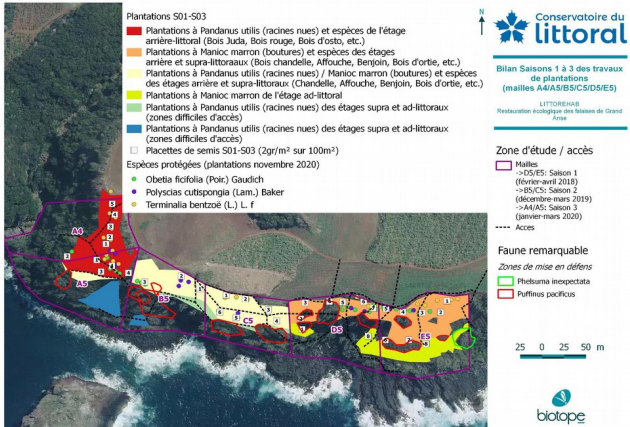 Plantations S01-S03
Plantations à Pandanus utilis (racines nues) et espèces de l'étage
arrière-littoral (Bois Juda, Bois rouge, Bois d'osto, etc.)
Plantations à Manioc marron (boutures) et espèces des étages
arrière et supra-littoraaux (Bois chandelle, Affouche, Benjoin, Bois d'ortie, etc.)
Plantations à Pandanus utilis (racines nues) / Manioc marron (boutures) et espèces
des étages arrière et supra-littoraux (Chandelle, Affouche, Benjoin, Bois d'ortie, etc.)
Plantations à Manioc marron de l'étage ad-littoral
Plantations à Pandanus utilis (racines nues) des étages supra et ad-littoraux
(zones difficiles d'accès)
Plantations à Pandanus utilis (racines nues) des étages supra et ad-littoraux
(zones difficiles d'accès)
Placettes de semis S01-S03 (2gr/m² sur 100m²)
Espèces protégées (plantations novembre 2020)
Obetia ficifolia (Poir.) Gaudich
Polyscias cutispongia (Lam.) Baker
Terminalia bentzoë (L.) L. f
N
Conservatoire du
littoral
Bilan Saisons 1 à 3 des travaux
de plantations
(mailles A4/A5/B5/C5/D5/E5)
LITTOREHAB
Restauration écologique des falaises de Grand
Anse
Zone d'étude / accès
Mailles
->D5/E5: Saison 1
(février-avril 2018)
->B5/C5: Saison 2
(décembre-mars 2019)
->A4/A5: Saison 3
(janvier-mars 2020)
Acces
Faune remarquable
Zones de mise en défens
Phelsuma inexpectata
Puffinus pacificus
25 0 25 50 m
biotope
A4
A5
B5
C5
D5
E5